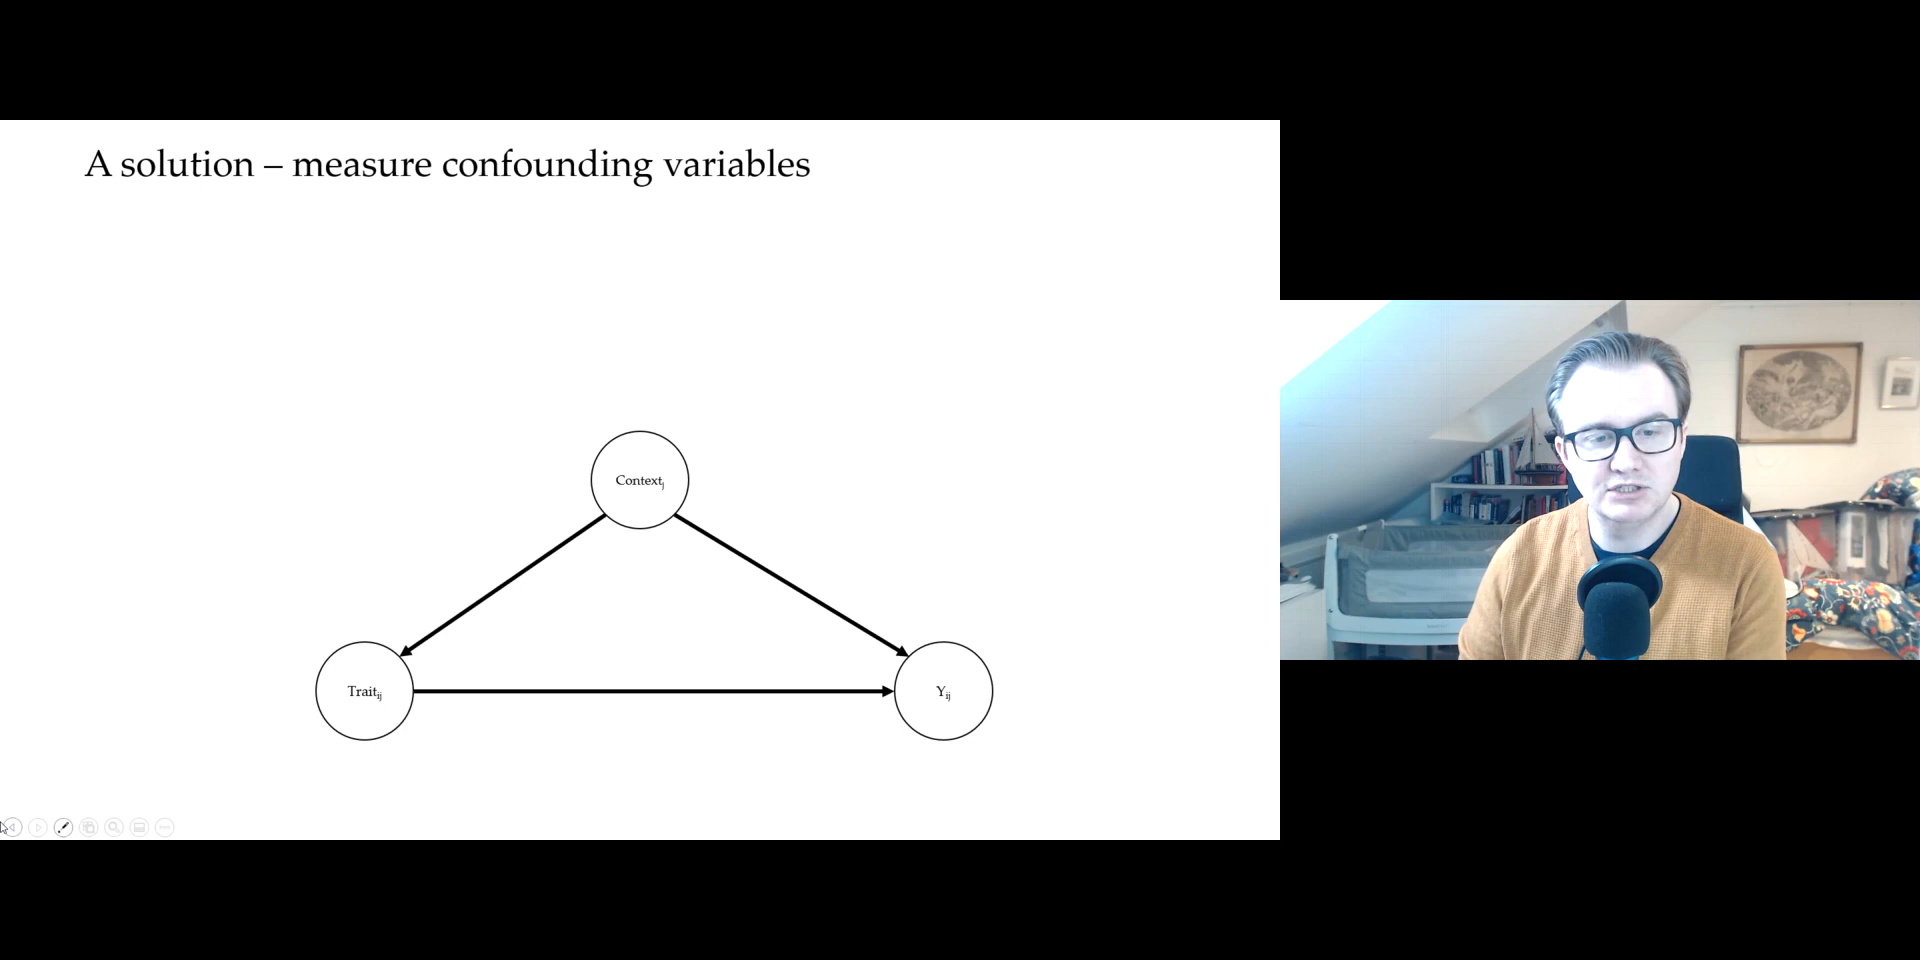 A solution – measure confounding variables
Contextⱼ
Traitᵢⱼ
Yᵢⱼ